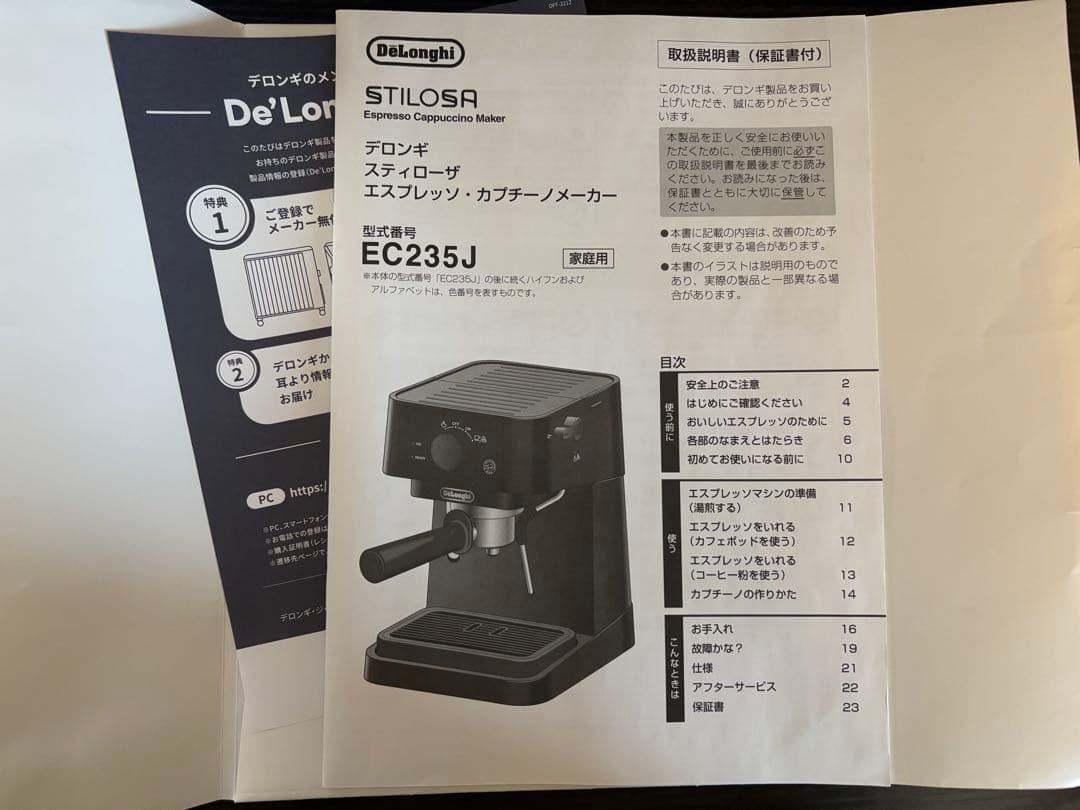 OFF-2212
デロンギのメン
De'Lon
このたびはデロンギ製品を
お持ちのデロンギ製品
製品情報の登録(De'Lon
特典
1
ご登録で
メーカー無償
特典
2
デロンギか
耳より情報
お届け
PC https:/
※PC、スマートフォン
※お電話での登録は
※購入証明書(レシ
※遷移先ページで
デロンギ・ジ
DeLonghi
STILOSA
Espresso Cappuccino Maker
デロンギ
スティローザ
エスプレッソ・カプチーノメーカー
型式番号
EC235J
家庭用
※本体の型式番号「EC235J」の後に続くハイフンおよび
アルファベットは、色番号を表すものです。
OFF
ON
DeLonghi
取扱説明書(保証書付)
このたびは、デロンギ製品をお買い
上げいただき、誠にありがとうござ
います。
本製品を正しく安全にお使いい
ただくために、ご使用前に必ずこ
の取扱説明書を最後までお読み
ください。お読みになった後は、
保証書とともに大切に保管して
ください。
●本書に記載の内容は、改善のため予
告なく変更する場合があります。
●本書のイラストは説明用のもので
あり、実際の製品と一部異なる場
合があります。
目次
使う前に
安全上のご注意 2
はじめにご確認ください 4
おいしいエスプレッソのために 5
各部のなまえとはたらき 6
初めてお使いになる前に 10
使う
エスプレッソマシンの準備
(湯煎する) 11
エスプレッソをいれる
(カフェポッドを使う) 12
エスプレッソをいれる
(コーヒー粉を使う) 13
カプチーノの作りかた 14
こんなときは
お手入れ 16
故障かな? 19
仕様 21
アフターサービス 22
保証書 23